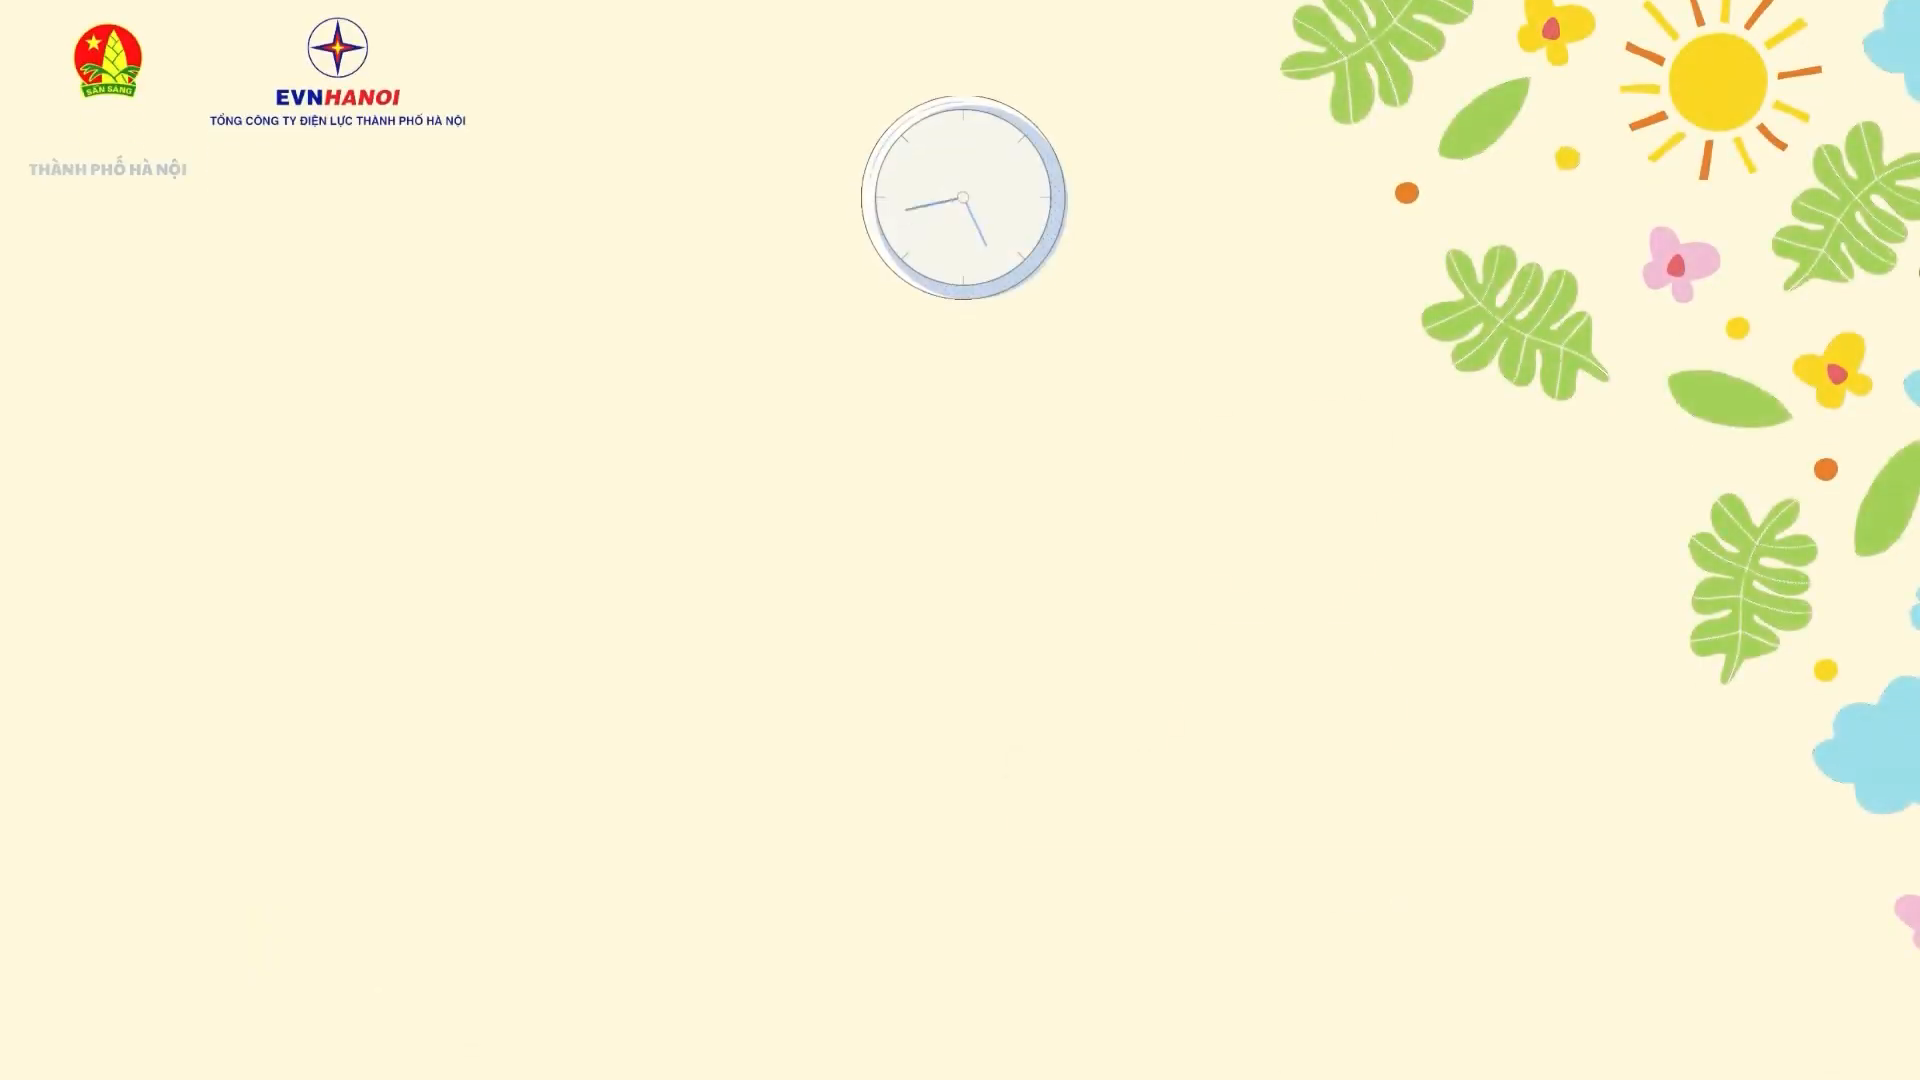 SẴN SÀNG
EVNHANOI
TỔNG CÔNG TY ĐIỆN LỰC THÀNH PHỐ HÀ NỘI
THÀNH PHỐ HÀ NỘI